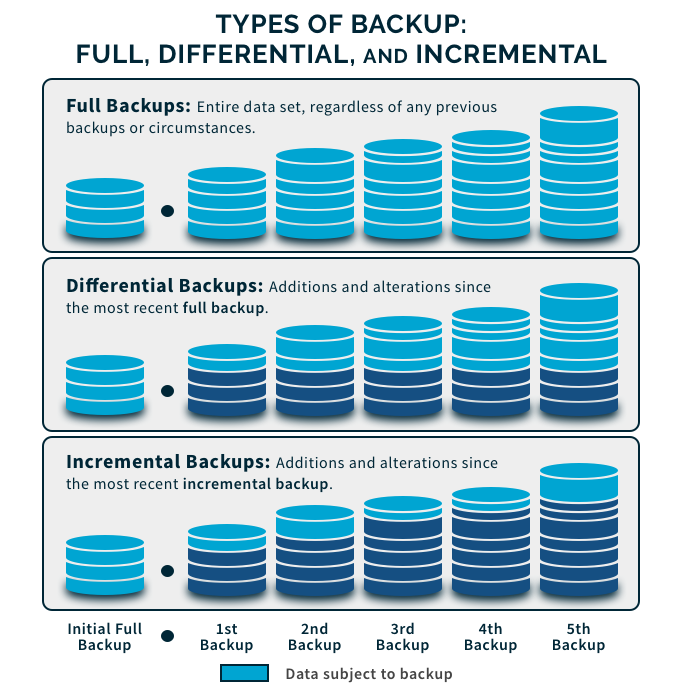 TYPES OF BACKUP:
FULL, DIFFERENTIAL, AND INCREMENTAL
Full Backups: Entire data set, regardless of any previous
backups or circumstances.
Differential Backups: Additions and alterations since
the most recent full backup.
Incremental Backups: Additions and alterations since
the most recent incremental backup.
Initial Full
Backup
1st
Backup
2nd
Backup
3rd
Backup
4th
Backup
5th
Backup
Data subject to backup